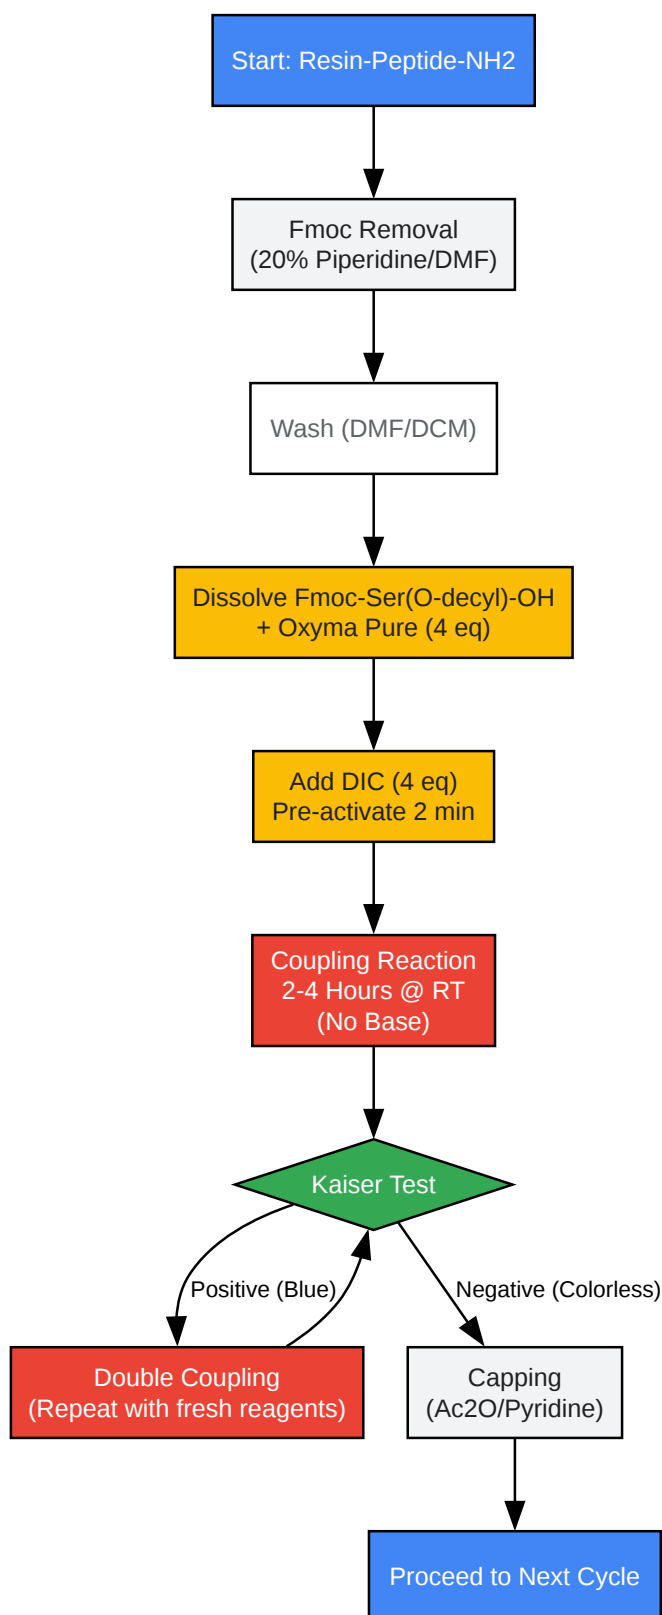 Start: Resin-Peptide-NH2
Fmoc Removal
(20% Piperidine/DMF)
Wash (DMF/DCM)
Dissolve Fmoc-Ser(O-decyl)-OH
+ Oxyma Pure (4 eq)
Add DIC (4 eq)
Pre-activate 2 min
Coupling Reaction
2-4 Hours @ RT
(No Base)
Kaiser Test
Positive (Blue)
Negative (Colorless)
Double Coupling
(Repeat with fresh reagents)
Capping
(Ac2O/Pyridine)
Proceed to Next Cycle